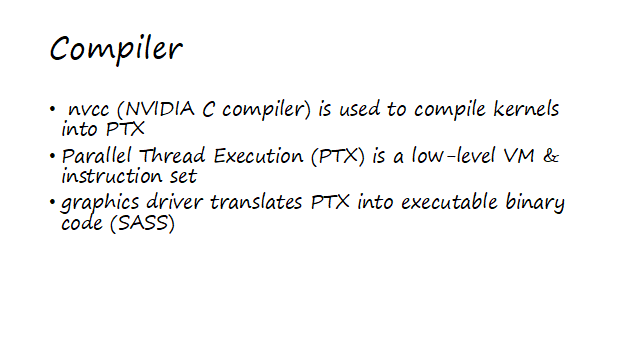 Compiler
• nvcc (NVIDIA C compiler) is used to compile kernels
into PTX
• Parallel Thread Execution (PTX) is a low-level VM &
instruction set
• graphics driver translates PTX into executable binary
code (SASS)